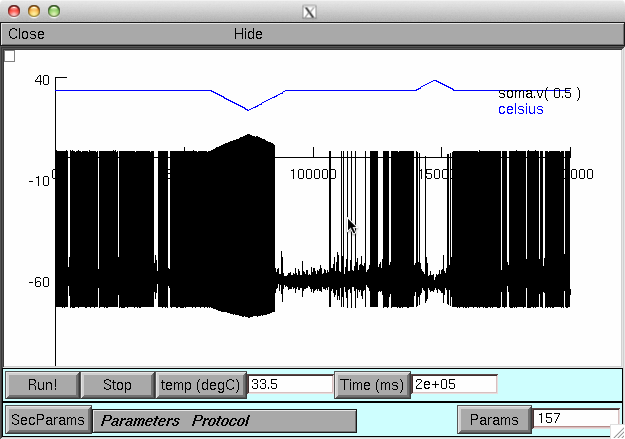 Close Hide
40
soma.v( 0.5 )
celsius
-10 100000
-60
Run! Stop temp (degC) 33.5 Time (ms) 2e+05
SecParams Parameters Protocol Params 157